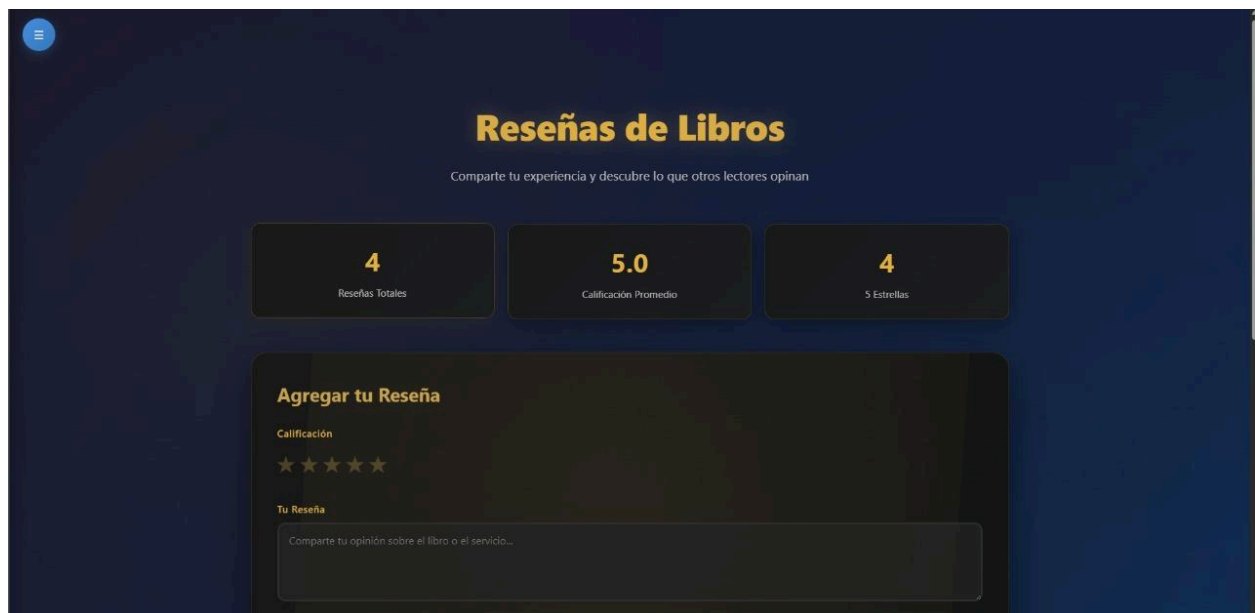 Reseñas de Libros
Comparte tu experiencia y descubre lo que otros lectores opinan
4
Reseñas Totales
5.0
Calificación Promedio
4
5 Estrellas
Agregar tu Reseña
Calificación
★★★★★
Tu Reseña
Comparte tu opinión sobre el libro o el servicio...